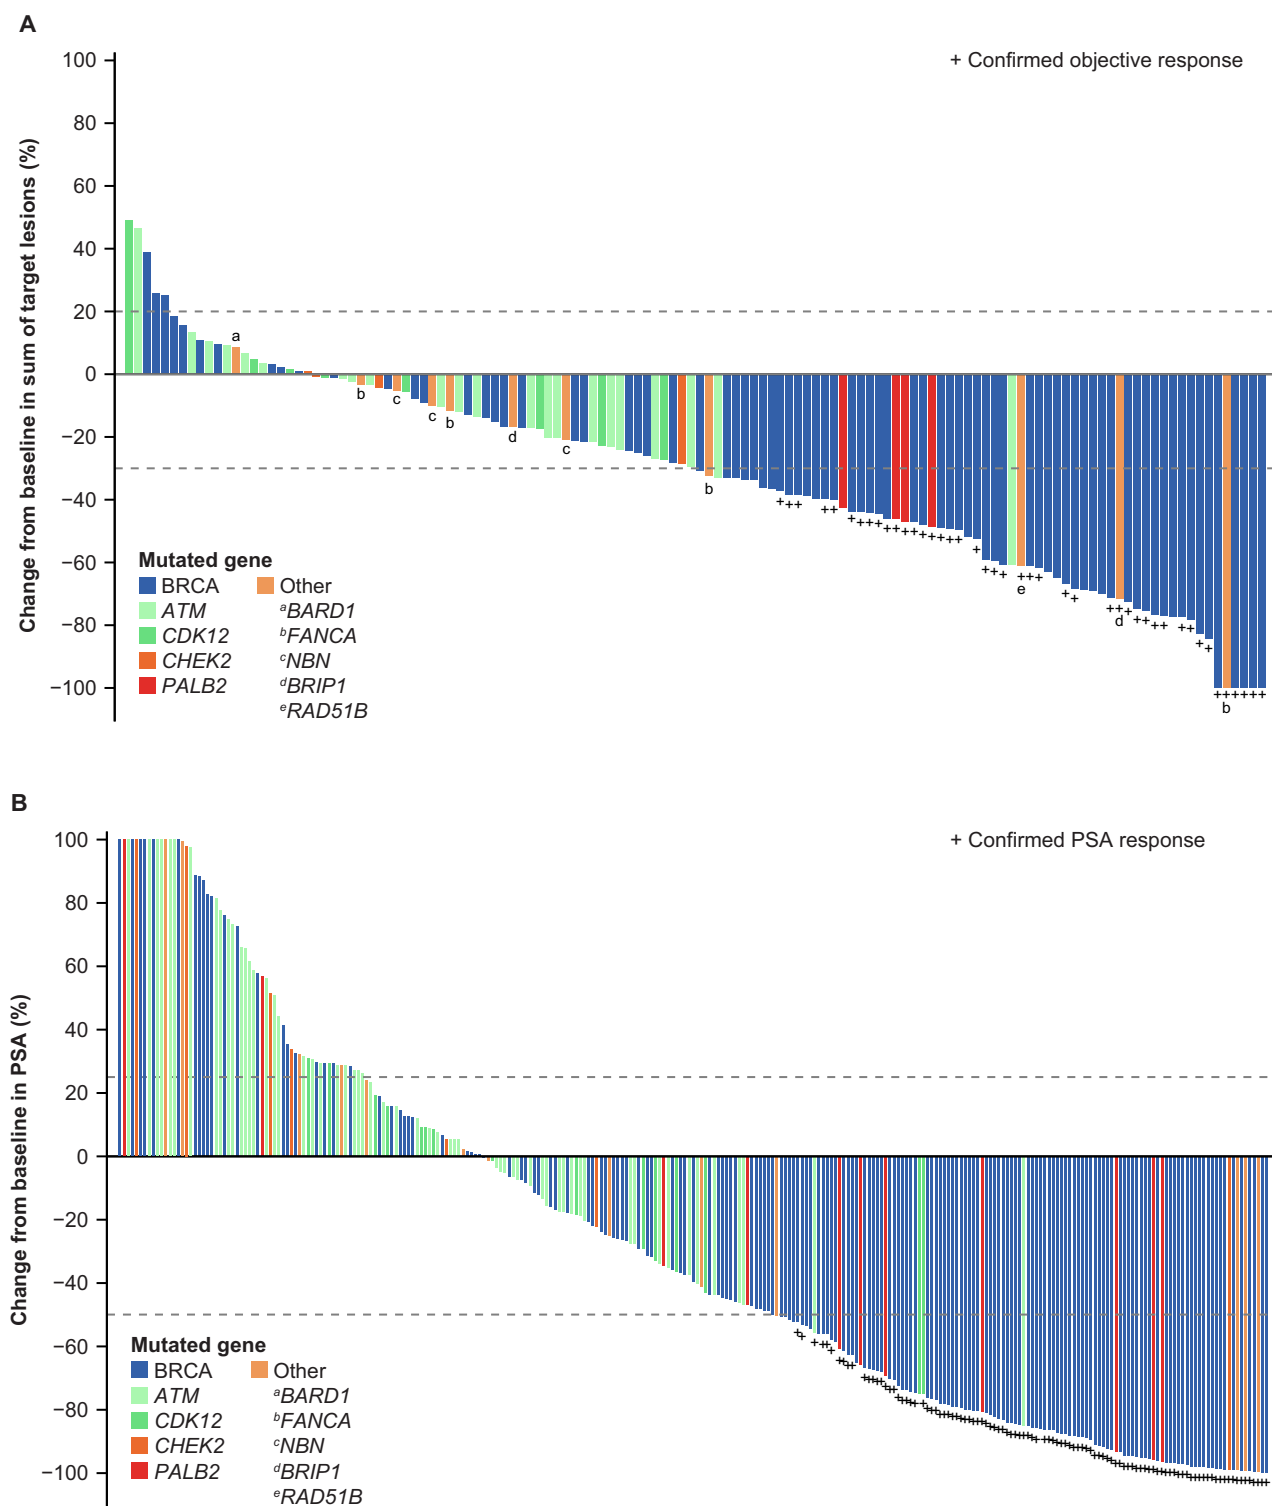 A
+ Confirmed objective response
Change from baseline in sum of target lesions (%)
100
80
60
40
20
0
−20
−40
−60
−80
−100
a
b
c
c
b
d
c
b
+ + +
+ +
+ + + +
+ + + + + + + + +
+
+ + +
+ + +
e
+ +
+ + +
d
+ + + +
+ +
+ +
+ + + + + +
b
Mutated gene
BRCA Other
ATM ᵃBARD1
CDK12 ᵇFANCA
CHEK2 ᶜNBN
PALB2 ᵈBRIP1
ᵉRAD51B
B
+ Confirmed PSA response
Change from baseline in PSA (%)
100
80
60
40
20
0
−20
−40
−60
−80
−100
Mutated gene
BRCA Other
ATM ᵃBARD1
CDK12 ᵇFANCA
CHEK2 ᶜNBN
PALB2 ᵈBRIP1
ᵉRAD51B